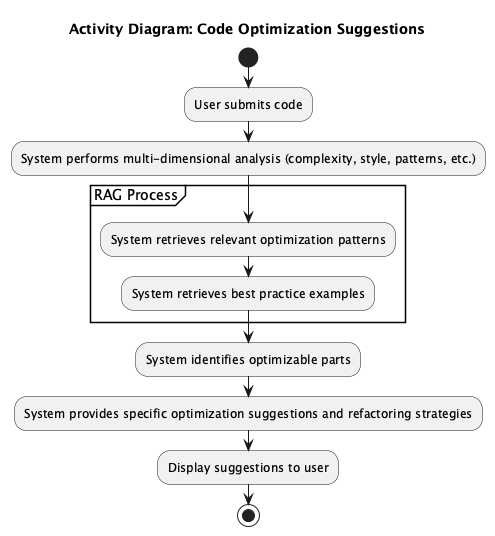 Activity Diagram: Code Optimization Suggestions
User submits code
System performs multi-dimensional analysis (complexity, style, patterns, etc.)
RAG Process
System retrieves relevant optimization patterns
System retrieves best practice examples
System identifies optimizable parts
System provides specific optimization suggestions and refactoring strategies
Display suggestions to user